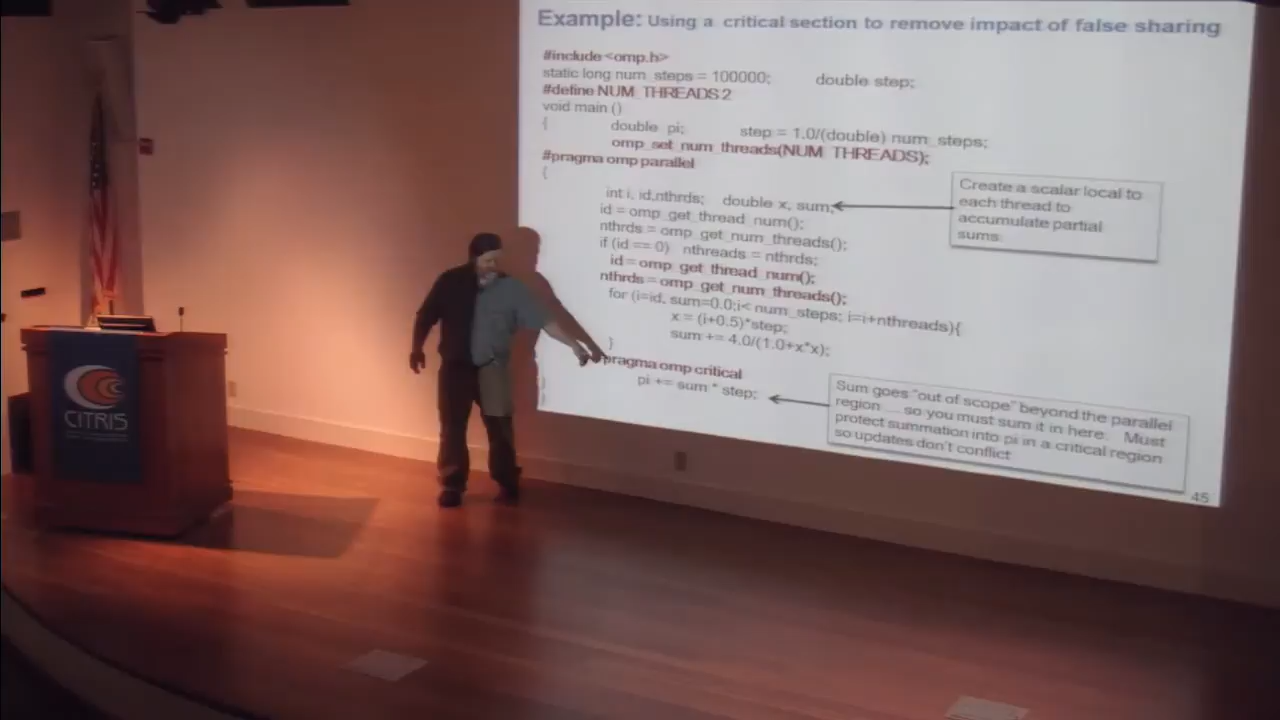 Example: Using a critical section to remove impact of false sharing
#include <omp.h>
static long num_steps = 100000; double step;
#define NUM_THREADS 2
void main ()
{ double pi; step = 1.0/(double) num_steps;
omp_set_num_threads(NUM_THREADS);
#pragma omp parallel
{
int i, id,nthrds; double x, sum;
id = omp_get_thread_num();
nthrds = omp_get_num_threads();
if (id == 0) nthreads = nthrds;
id = omp_get_thread_num();
nthrds = omp_get_num_threads();
for (i=id, sum=0.0;i< num_steps; i=i+nthreads){
x = (i+0.5)*step;
sum += 4.0/(1.0+x*x);
}
pragma omp critical
pi += sum * step;
}
}
Create a scalar local to
each thread to
accumulate partial
sums.
Sum goes "out of scope" beyond the parallel
region … so you must sum it in here. Must
protect summation into pi in a critical region
so updates don't conflict
45
CiTRIS